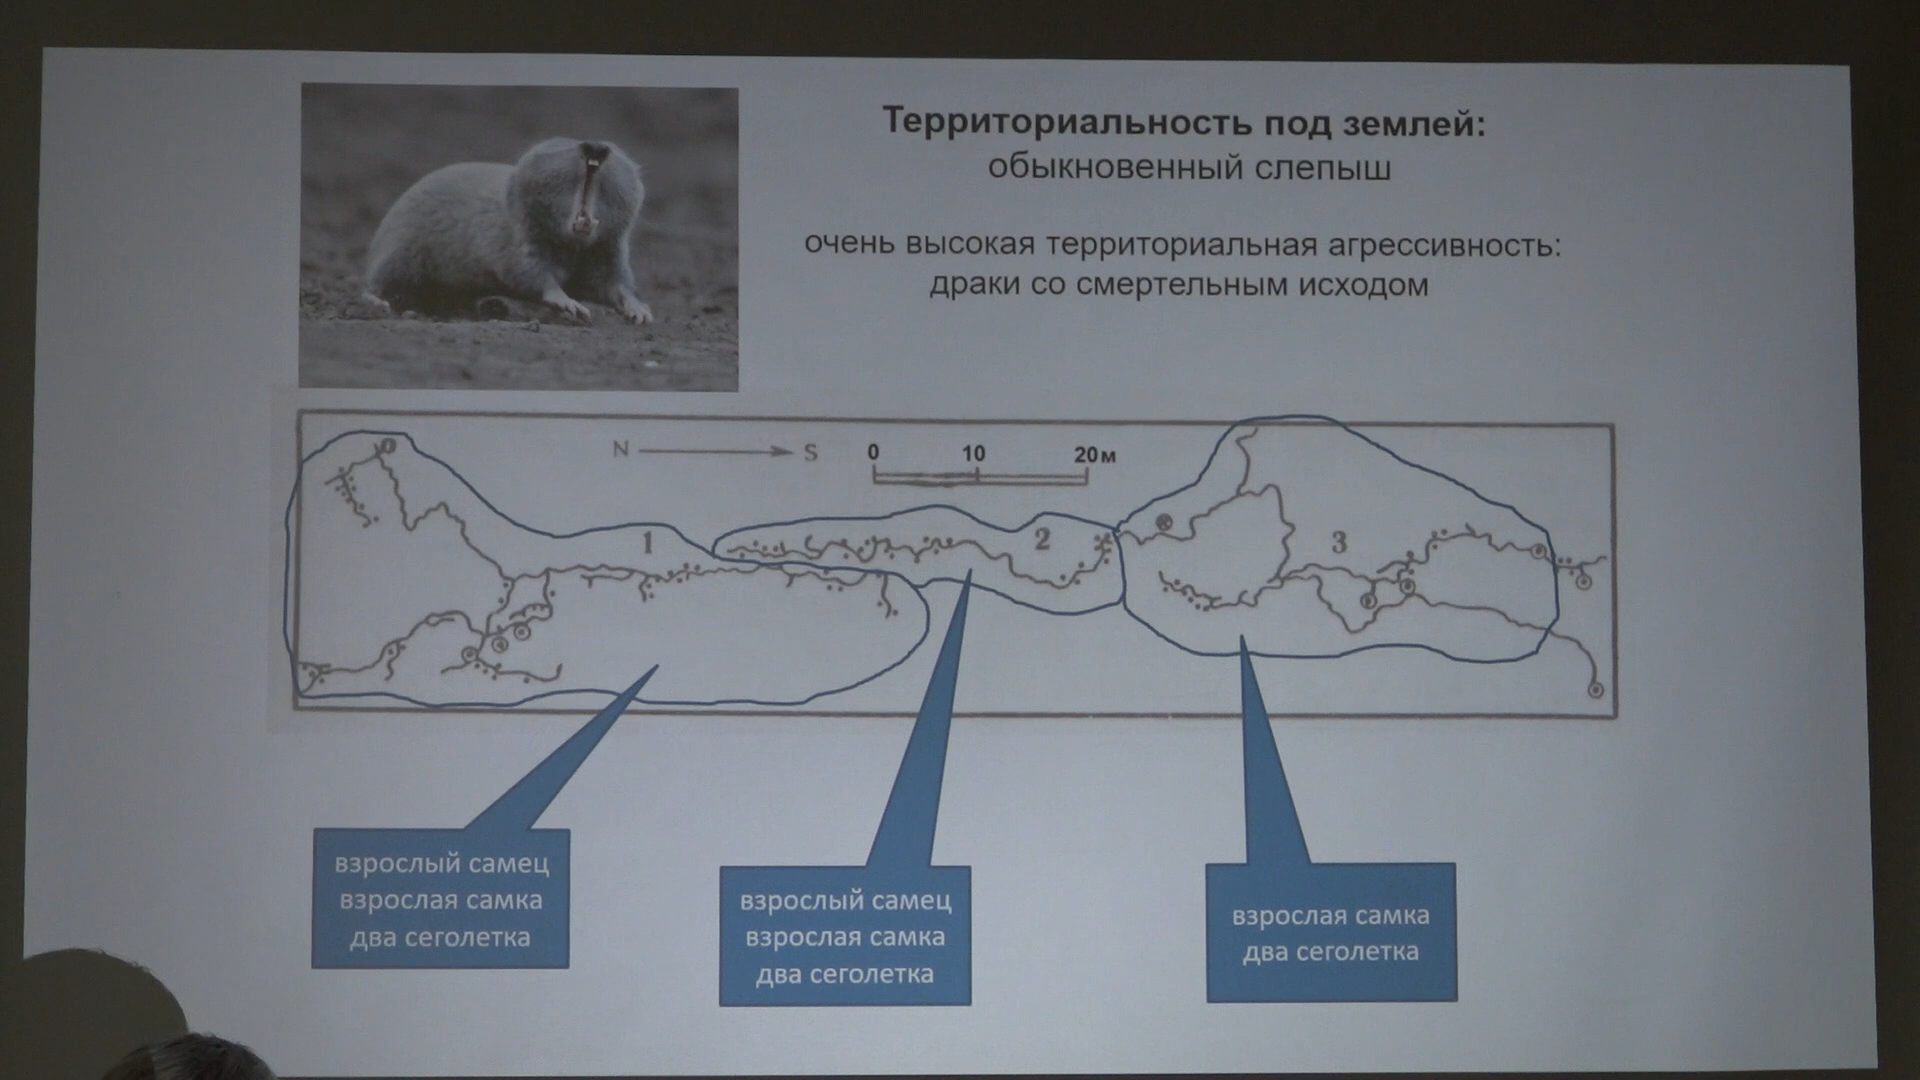 Территориальность под землей:
обыкновенный слепыш
очень высокая территориальная агрессивность:
драки со смертельным исходом
N S 0 10 20м
1 2 3
взрослый самец
взрослая самка
два сеголетка
взрослый самец
взрослая самка
два сеголетка
взрослая самка
два сеголетка